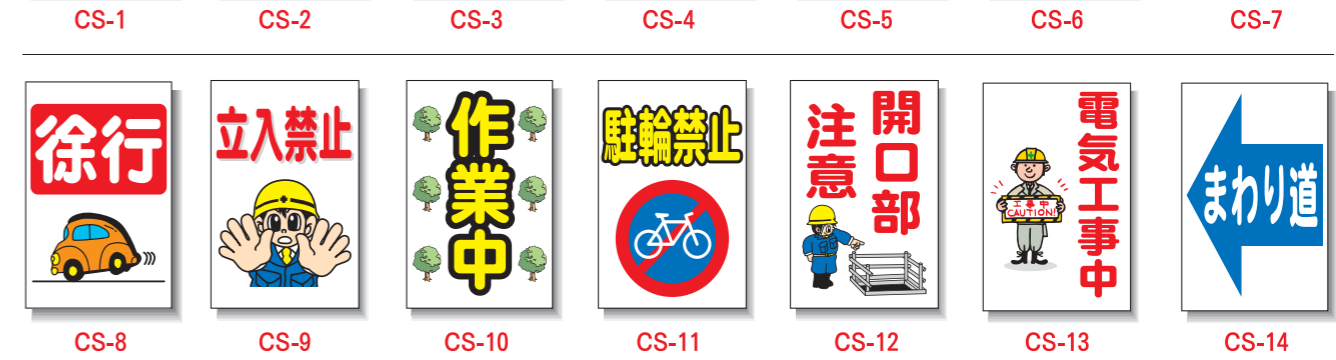 CS-1
CS-2
CS-3
CS-4
CS-5
CS-6
CS-7
徐行
立入禁止
作業中
駐輪禁止
開口部
注意
電気工事中
工事中
CAUTION!
まわり道
CS-8
CS-9
CS-10
CS-11
CS-12
CS-13
CS-14